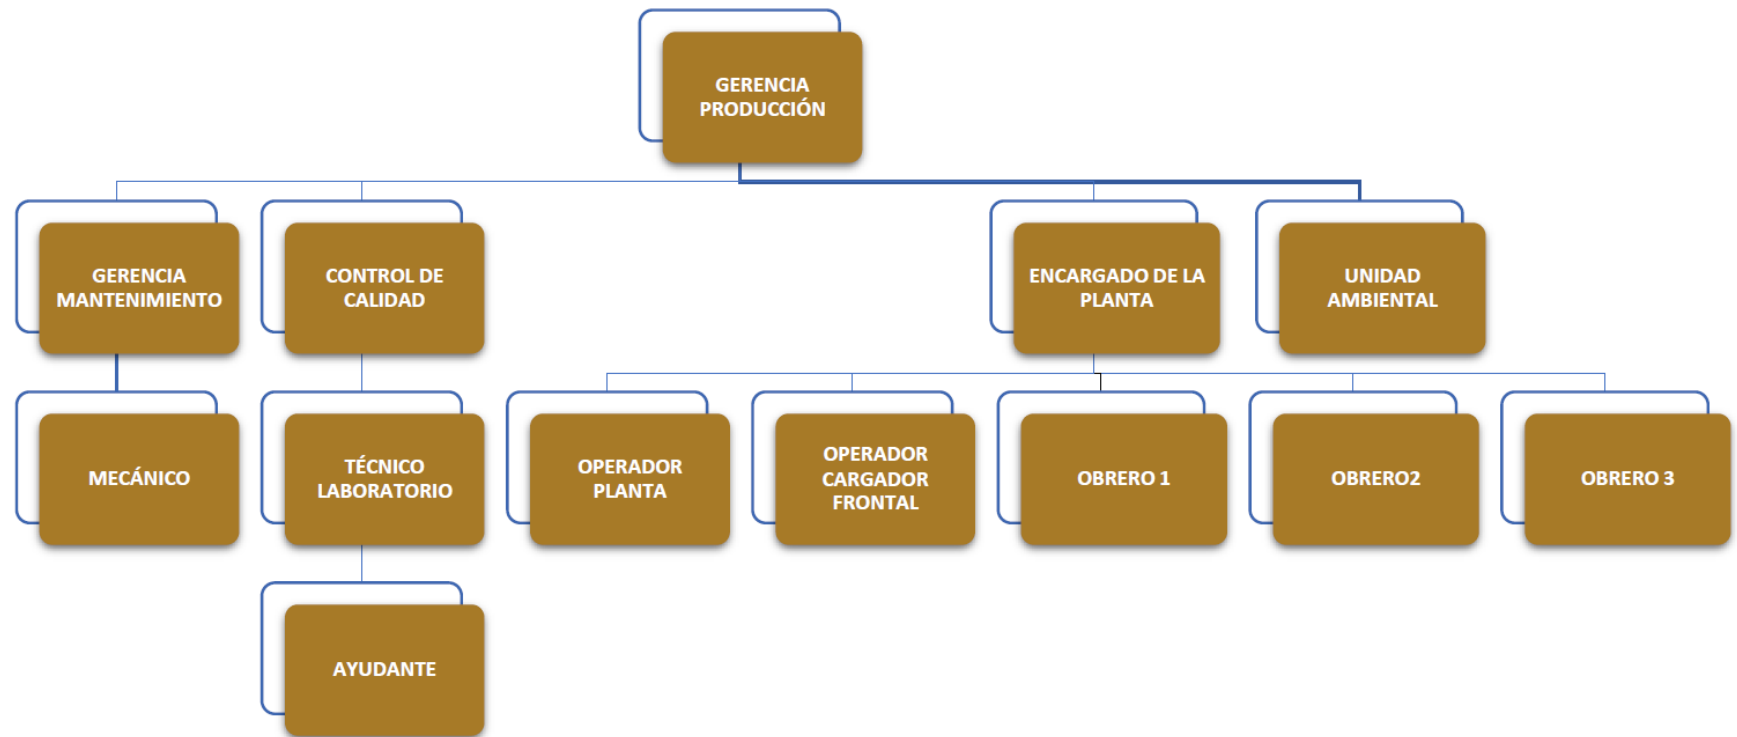 GERENCIA
PRODUCCIÓN
GERENCIA
MANTENIMIENTO
CONTROL DE
CALIDAD
ENCARGADO DE LA
PLANTA
UNIDAD
AMBIENTAL
MECÁNICO
TÉCNICO
LABORATORIO
OPERADOR
PLANTA
OPERADOR
CARGADOR
FRONTAL
OBRERO 1
OBRERO2
OBRERO 3
AYUDANTE